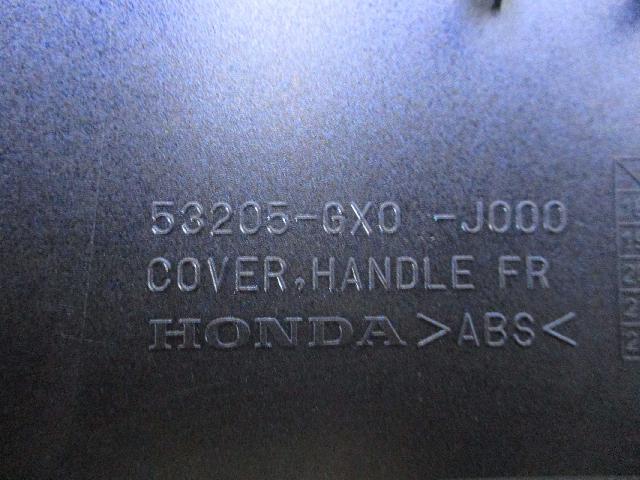 53205-GX0 -J000
COVER,HANDLE FR
HONDA >ABS<